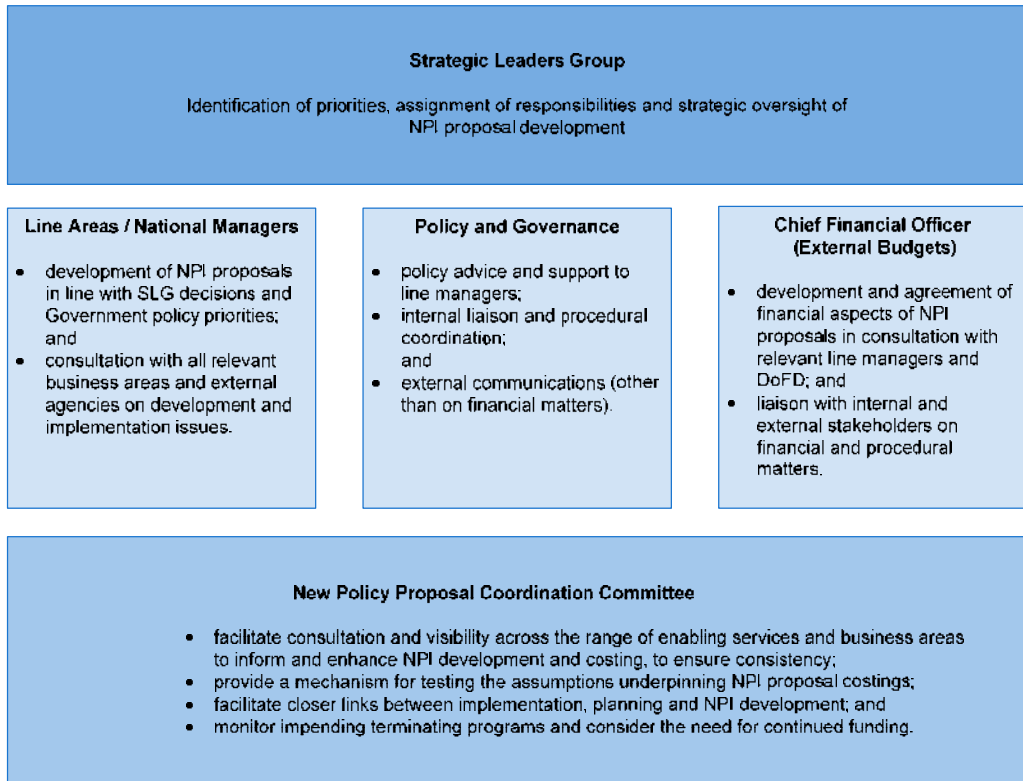 Strategic Leaders Group
Identification of priorities, assignment of responsibilities and strategic oversight of
NPI proposal development
Line Areas / National Managers
• development of NPI proposals
in line with SLG decisions and
Government policy priorities;
and
• consultation with all relevant
business areas and external
agencies on development and
implementation issues.
Policy and Governance
• policy advice and support to
line managers;
• internal liaison and procedural
coordination;
and
• external communications (other
than on financial matters).
Chief Financial Officer
(External Budgets)
• development and agreement of
financial aspects of NPI
proposals in consultation with
relevant line managers and
DoFD; and
• liaison with internal and
external stakeholders on
financial and procedural
matters.
New Policy Proposal Coordination Committee
• facilitate consultation and visibility across the range of enabling services and business areas
to inform and enhance NPI development and costing, to ensure consistency;
• provide a mechanism for testing the assumptions underpinning NPI proposal costings;
• facilitate closer links between implementation, planning and NPI development; and
• monitor impending terminating programs and consider the need for continued funding.